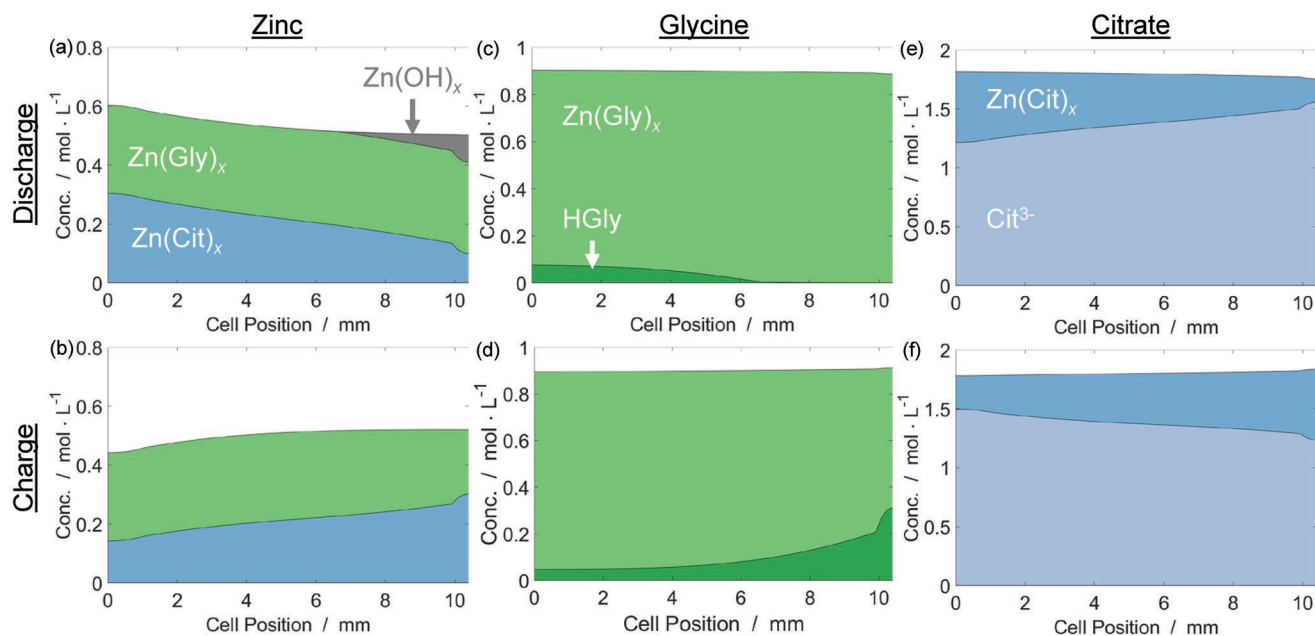 Zinc
Glycine
Citrate
Discharge
(a)
0.8
0.6
0.4
0.2
0
Conc. / mol · L⁻¹
Zn(OH)ₓ
Zn(Gly)ₓ
Zn(Cit)ₓ
0 2 4 6 8 10
Cell Position / mm
(c)
1
0.8
0.6
0.4
0.2
0
Conc. / mol · L⁻¹
Zn(Gly)ₓ
HGly
0 2 4 6 8 10
Cell Position / mm
(e)
2
1.5
1
0.5
0
Conc. / mol · L⁻¹
Zn(Cit)ₓ
Cit³⁻
0 2 4 6 8 10
Cell Position / mm
Charge
(b)
0.8
0.6
0.4
0.2
0
Conc. / mol · L⁻¹
0 2 4 6 8 10
Cell Position / mm
(d)
1
0.8
0.6
0.4
0.2
0
Conc. / mol · L⁻¹
0 2 4 6 8 10
Cell Position / mm
(f)
2
1.5
1
0.5
0
Conc. / mol · L⁻¹
0 2 4 6 8 10
Cell Position / mm